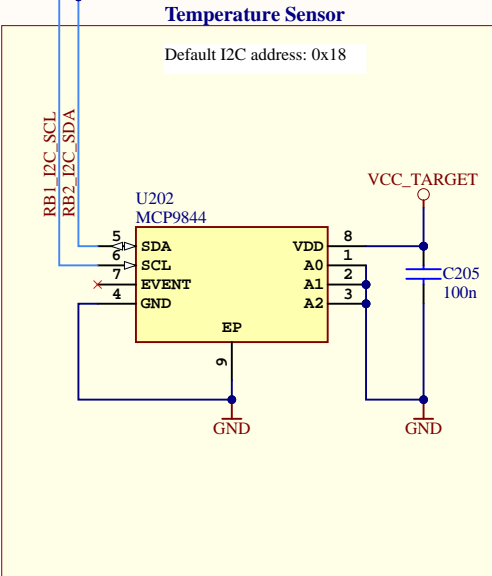 Temperature Sensor
Default I2C address: 0x18
RB1_I2C_SCL
RB2_I2C_SDA
VCC_TARGET
U202
MCP9844
5 SDA VDD 8
6 SCL A0 1
7 EVENT A1 2
4 GND A2 3
EP
9
C205
100n
GND
GND